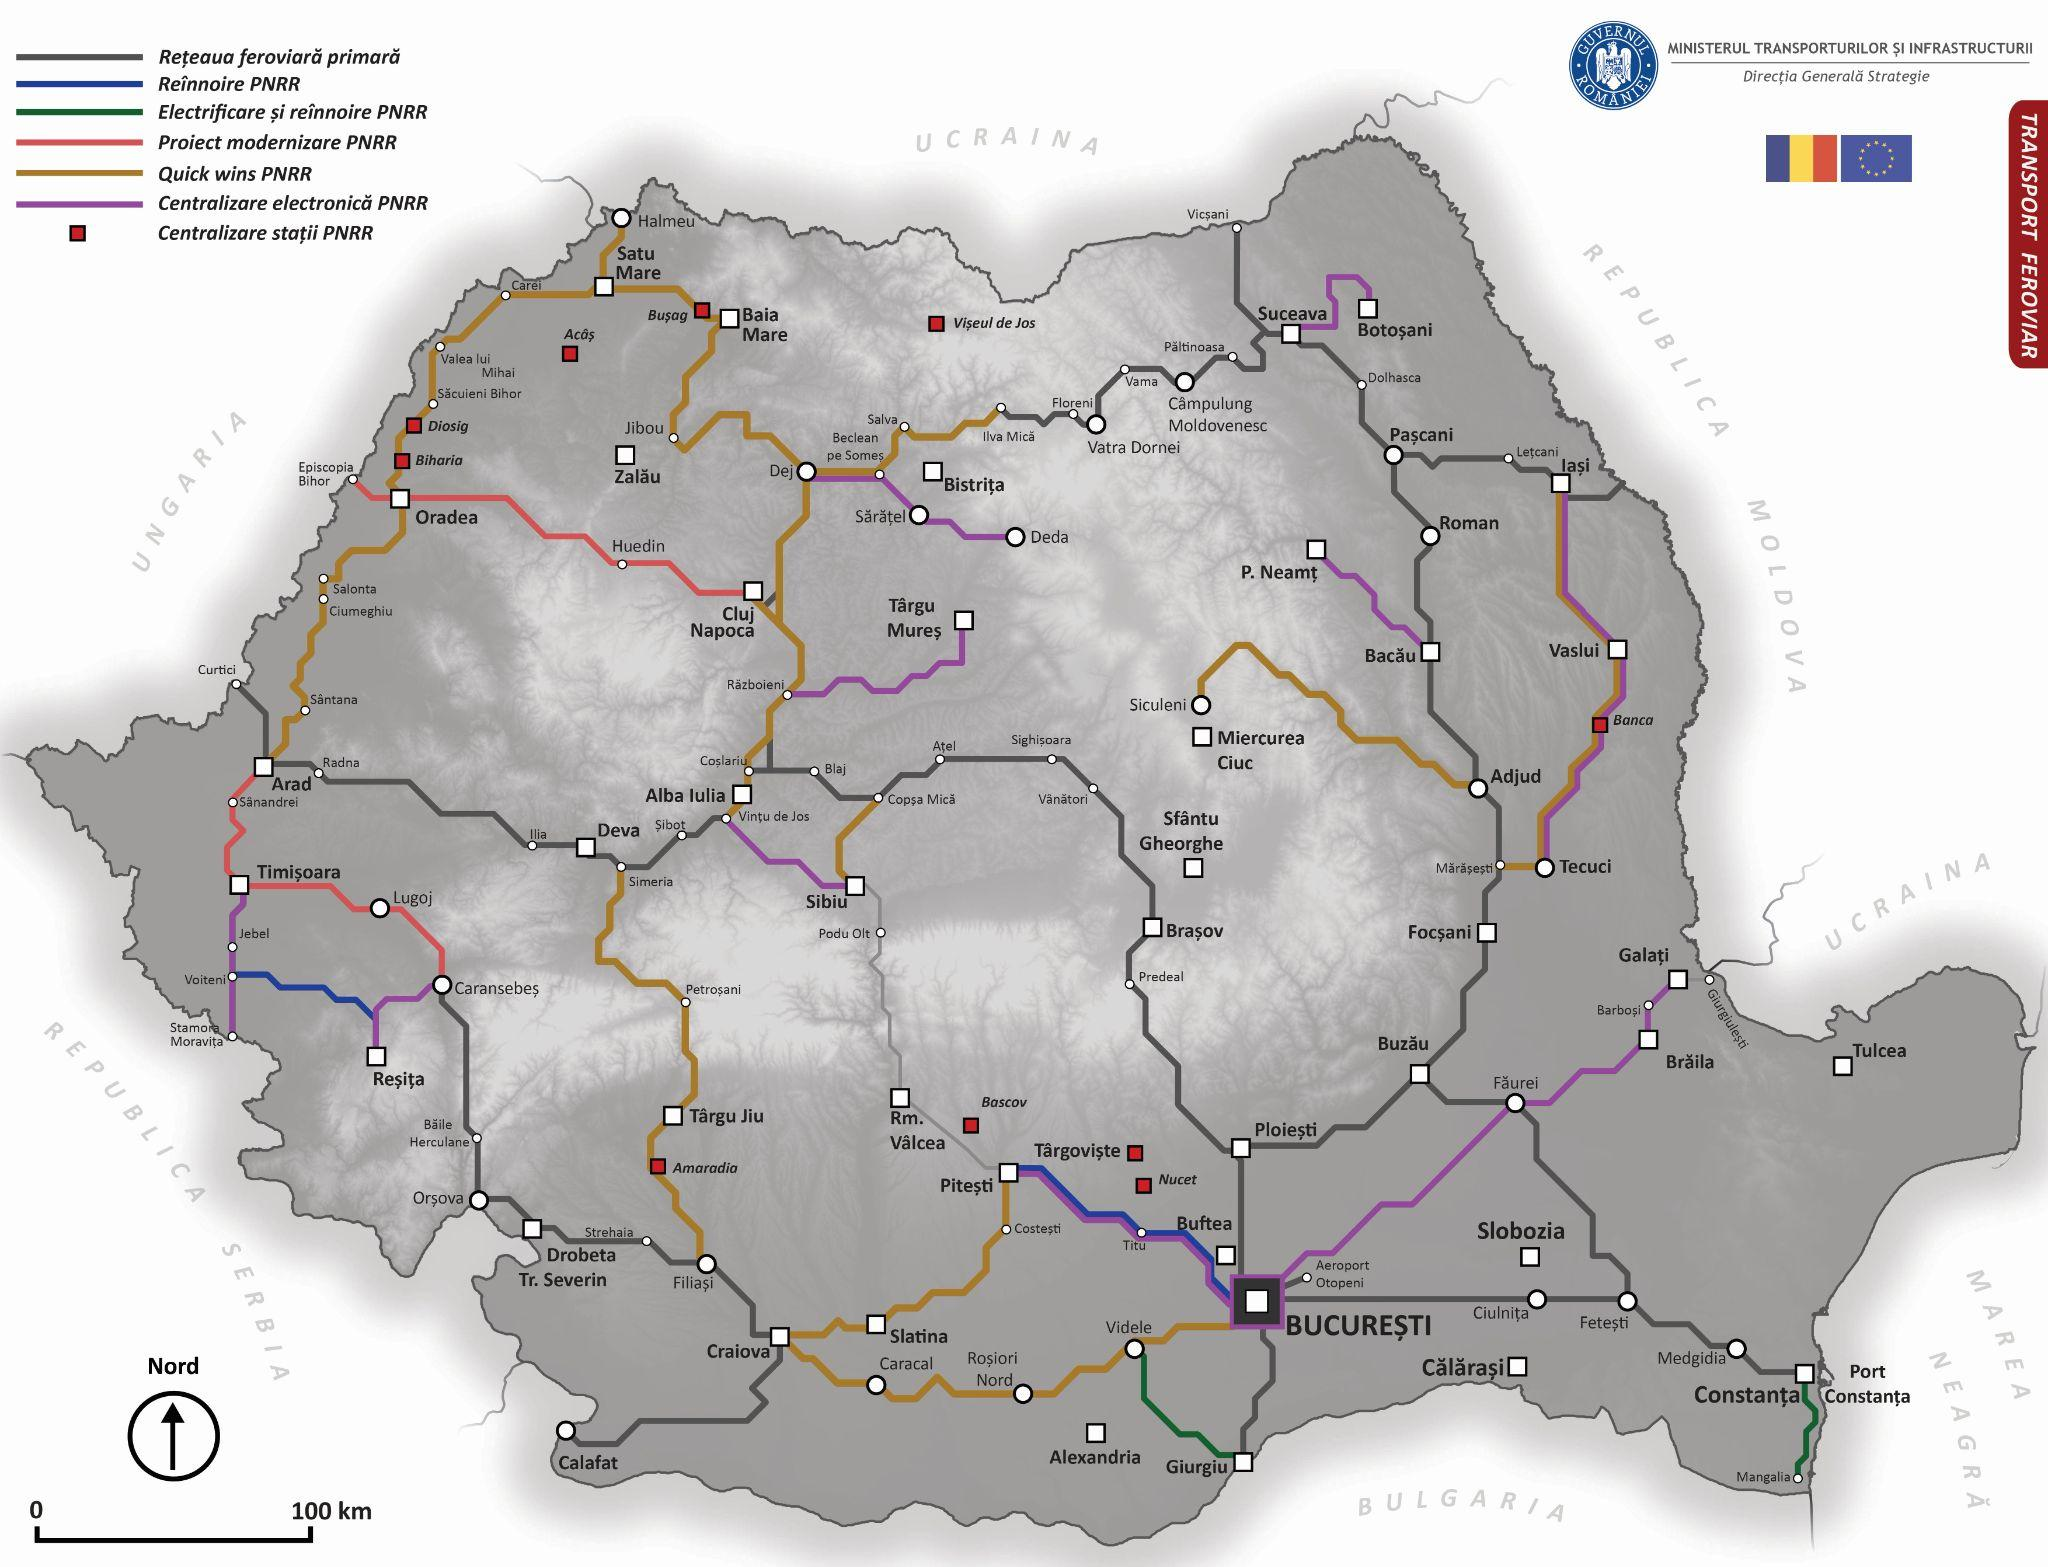 Rețeaua feroviară primară
Reînnoire PNRR
Electrificare și reînnoire PNRR
Proiect modernizare PNRR
Quick wins PNRR
Centralizare electronică PNRR
Centralizare stații PNRR
GUVERNUL ROMÂNIEI
MINISTERUL TRANSPORTURILOR ȘI INFRASTRUCTURII
Direcția Generală Strategie
TRANSPORT FEROVIAR
UCRAINA
REPUBLICA
MOLDOVA
UNGARIA
UCRAINA
REPUBLICA SERBIA
BULGARIA
MAREA
NEAGRĂ
Halmeu
Satu
Mare
Carei
Bușag
Baia
Mare
Acâș
Vișeul de Jos
Vicșani
Suceava
Botoșani
Valea lui
Mihai
Săcuieni Bihor
Diosig
Biharia
Episcopia
Bihor
Oradea
Jibou
Zalău
Dej
Beclean
pe Someș
Salva
Ilva Mică
Floreni
Vatra Dornei
Vama
Păltinoasa
Câmpulung
Moldovenesc
Dolhasca
Pașcani
Lețcani
Iași
Bistrița
Sărățel
Deda
Roman
P. Neamț
Bacău
Vaslui
Banca
Huedin
Cluj
Napoca
Târgu
Mureș
Salonta
Ciumeghiu
Curtici
Sântana
Războieni
Siculeni
Miercurea
Ciuc
Adjud
Arad
Radna
Sânandrei
Coșlariu
Blaj
Ațel
Sighișoara
Alba Iulia
Copșa Mică
Vânători
Vințu de Jos
Șibot
Ilia
Deva
Simeria
Sfântu
Gheorghe
Mărășești
Tecuci
Timișoara
Lugoj
Sibiu
Podu Olt
Brașov
Focșani
Jebel
Voiteni
Caransebeș
Petroșani
Predeal
Galați
Giurgiulești
Barboși
Brăila
Tulcea
Stamora
Moravița
Reșița
Buzău
Făurei
Băile
Herculane
Târgu Jiu
Amaradia
Rm.
Vâlcea
Bascov
Târgoviște
Nucet
Ploiești
Pitești
Costești
Titu
Buftea
Slobozia
Orșova
Drobeta
Tr. Severin
Strehaia
Filiași
Aeroport
Otopeni
BUCUREȘTI
Ciulnița
Fetești
Craiova
Slatina
Caracal
Roșiori
Nord
Videle
Medgidia
Călărași
Constanța
Port
Constanța
Calafat
Alexandria
Giurgiu
Mangalia
Nord
0
100 km